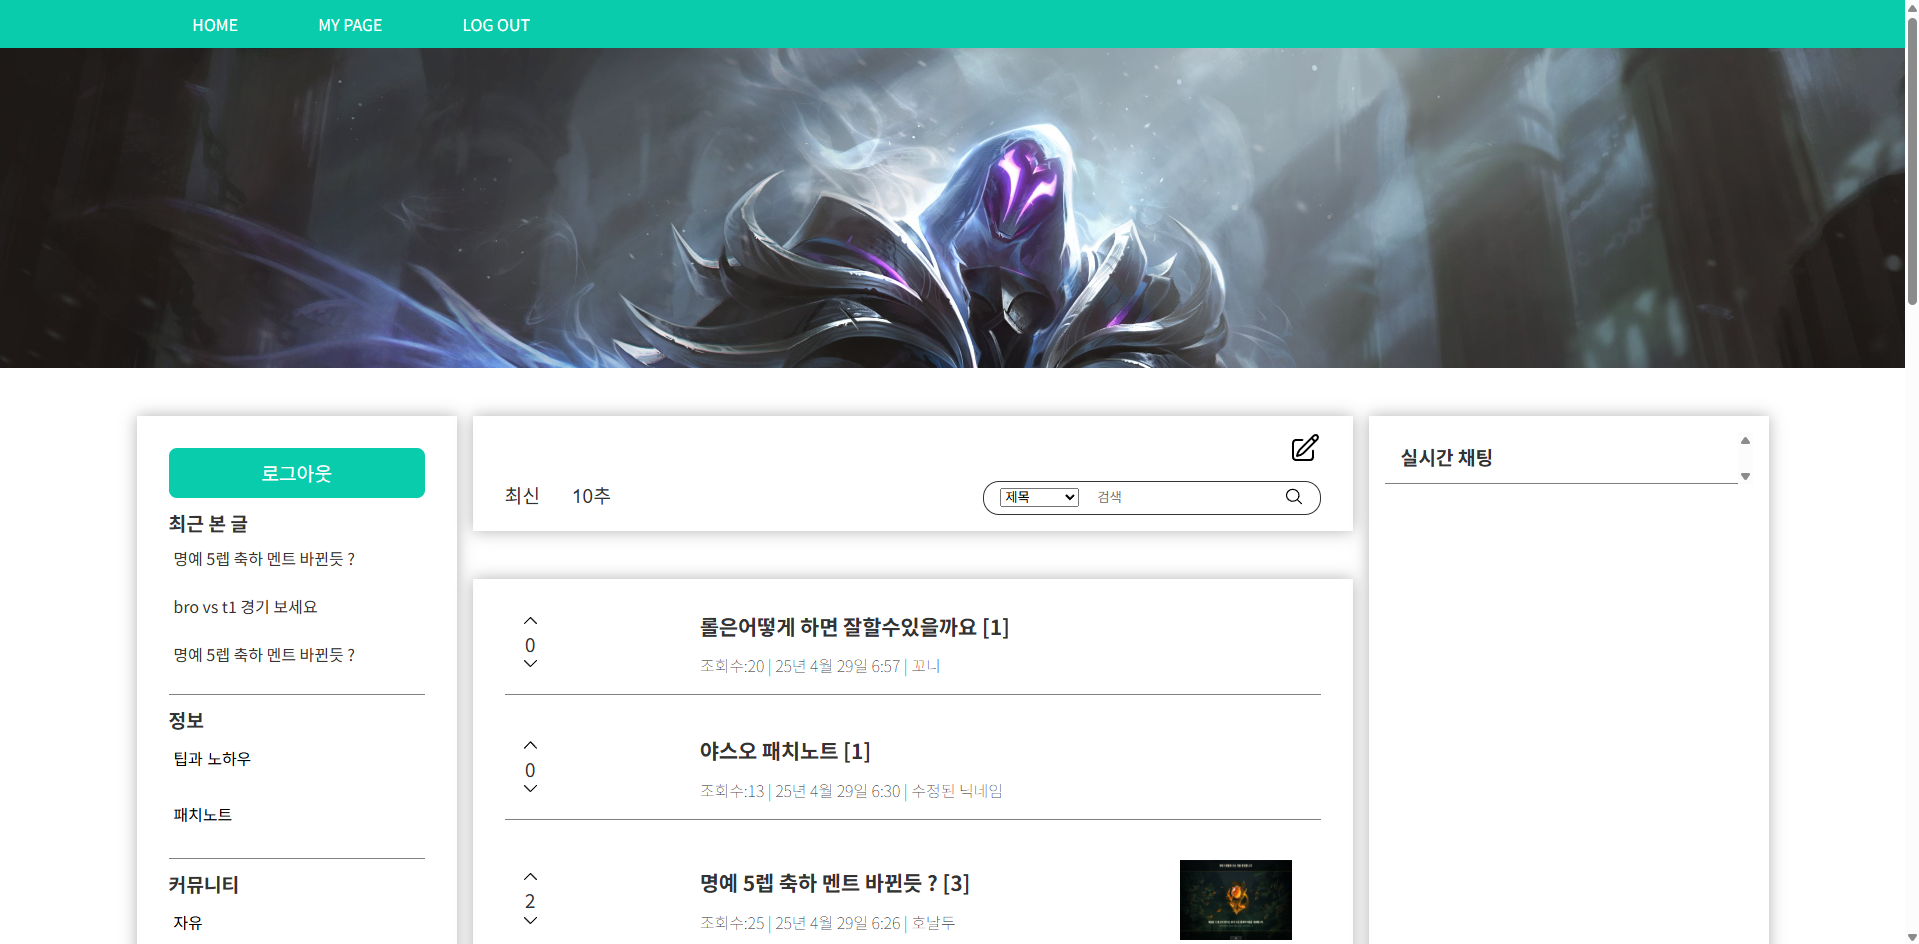 HOME MY PAGE LOG OUT
로그아웃
최근 본 글
명예 5렙 축하 멘트 바뀐듯 ?
bro vs t1 경기 보세요
명예 5렙 축하 멘트 바뀐듯 ?
정보
팁과 노하우
패치노트
커뮤니티
자유
최신 10추
제목 검색
0
롤은어떻게 하면 잘할수있을까요 [1]
조회수:20 | 25년 4월 29일 6:57 | 꼬니
0
야스오 패치노트 [1]
조회수:13 | 25년 4월 29일 6:30 | 수정된 닉네임
2
명예 5렙 축하 멘트 바뀐듯 ? [3]
조회수:25 | 25년 4월 29일 6:26 | 호날두
실시간 채팅